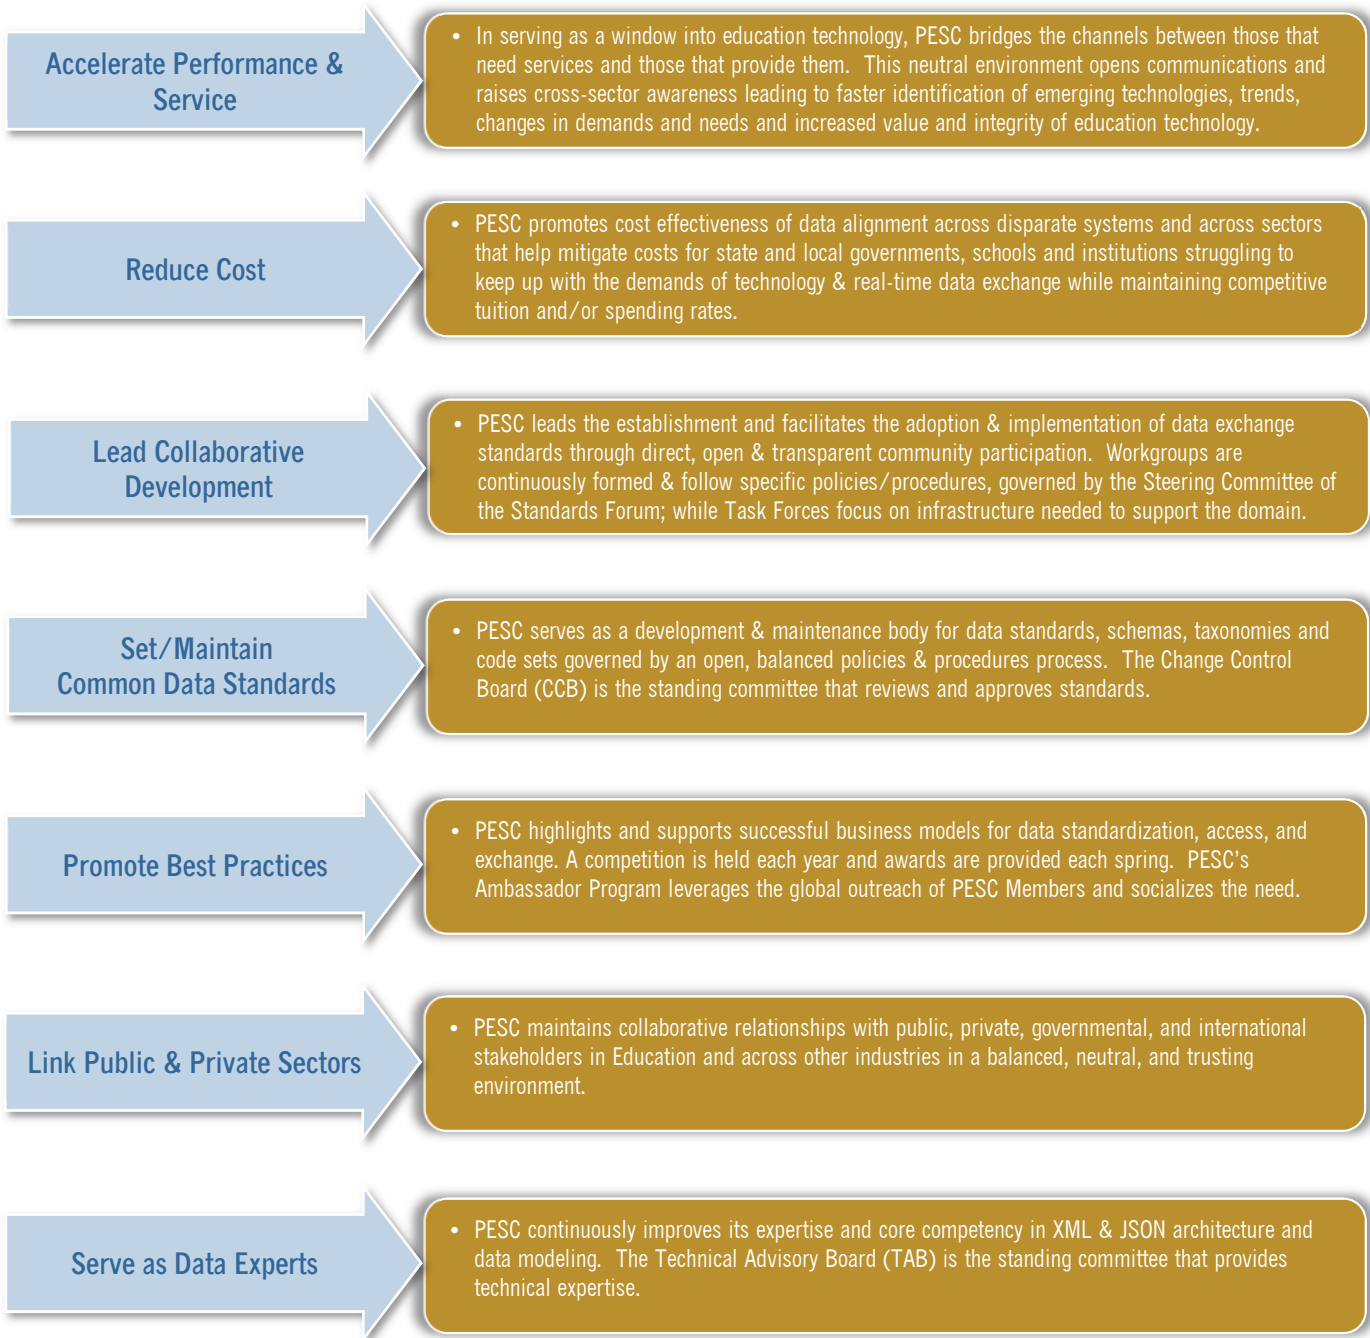 Accelerate Performance &
Service
• In serving as a window into education technology, PESC bridges the channels between those that
need services and those that provide them.  This neutral environment opens communications and
raises cross-sector awareness leading to faster identification of emerging technologies, trends,
changes in demands and needs and increased value and integrity of education technology.
Reduce Cost
• PESC promotes cost effectiveness of data alignment across disparate systems and across sectors
that help mitigate costs for state and local governments, schools and institutions struggling to
keep up with the demands of technology & real-time data exchange while maintaining competitive
tuition and/or spending rates.
Lead Collaborative
Development
• PESC leads the establishment and facilitates the adoption & implementation of data exchange
standards through direct, open & transparent community participation.  Workgroups are
continuously formed & follow specific policies/procedures, governed by the Steering Committee of
the Standards Forum; while Task Forces focus on infrastructure needed to support the domain.
Set/Maintain
Common Data Standards
• PESC serves as a development & maintenance body for data standards, schemas, taxonomies and
code sets governed by an open, balanced policies & procedures process.  The Change Control
Board (CCB) is the standing committee that reviews and approves standards.
Promote Best Practices
• PESC highlights and supports successful business models for data standardization, access, and
exchange. A competition is held each year and awards are provided each spring.  PESC’s
Ambassador Program leverages the global outreach of PESC Members and socializes the need.
Link Public & Private Sectors
• PESC maintains collaborative relationships with public, private, governmental, and international
stakeholders in Education and across other industries in a balanced, neutral, and trusting
environment.
Serve as Data Experts
• PESC continuously improves its expertise and core competency in XML & JSON architecture and
data modeling.  The Technical Advisory Board (TAB) is the standing committee that provides
technical expertise.